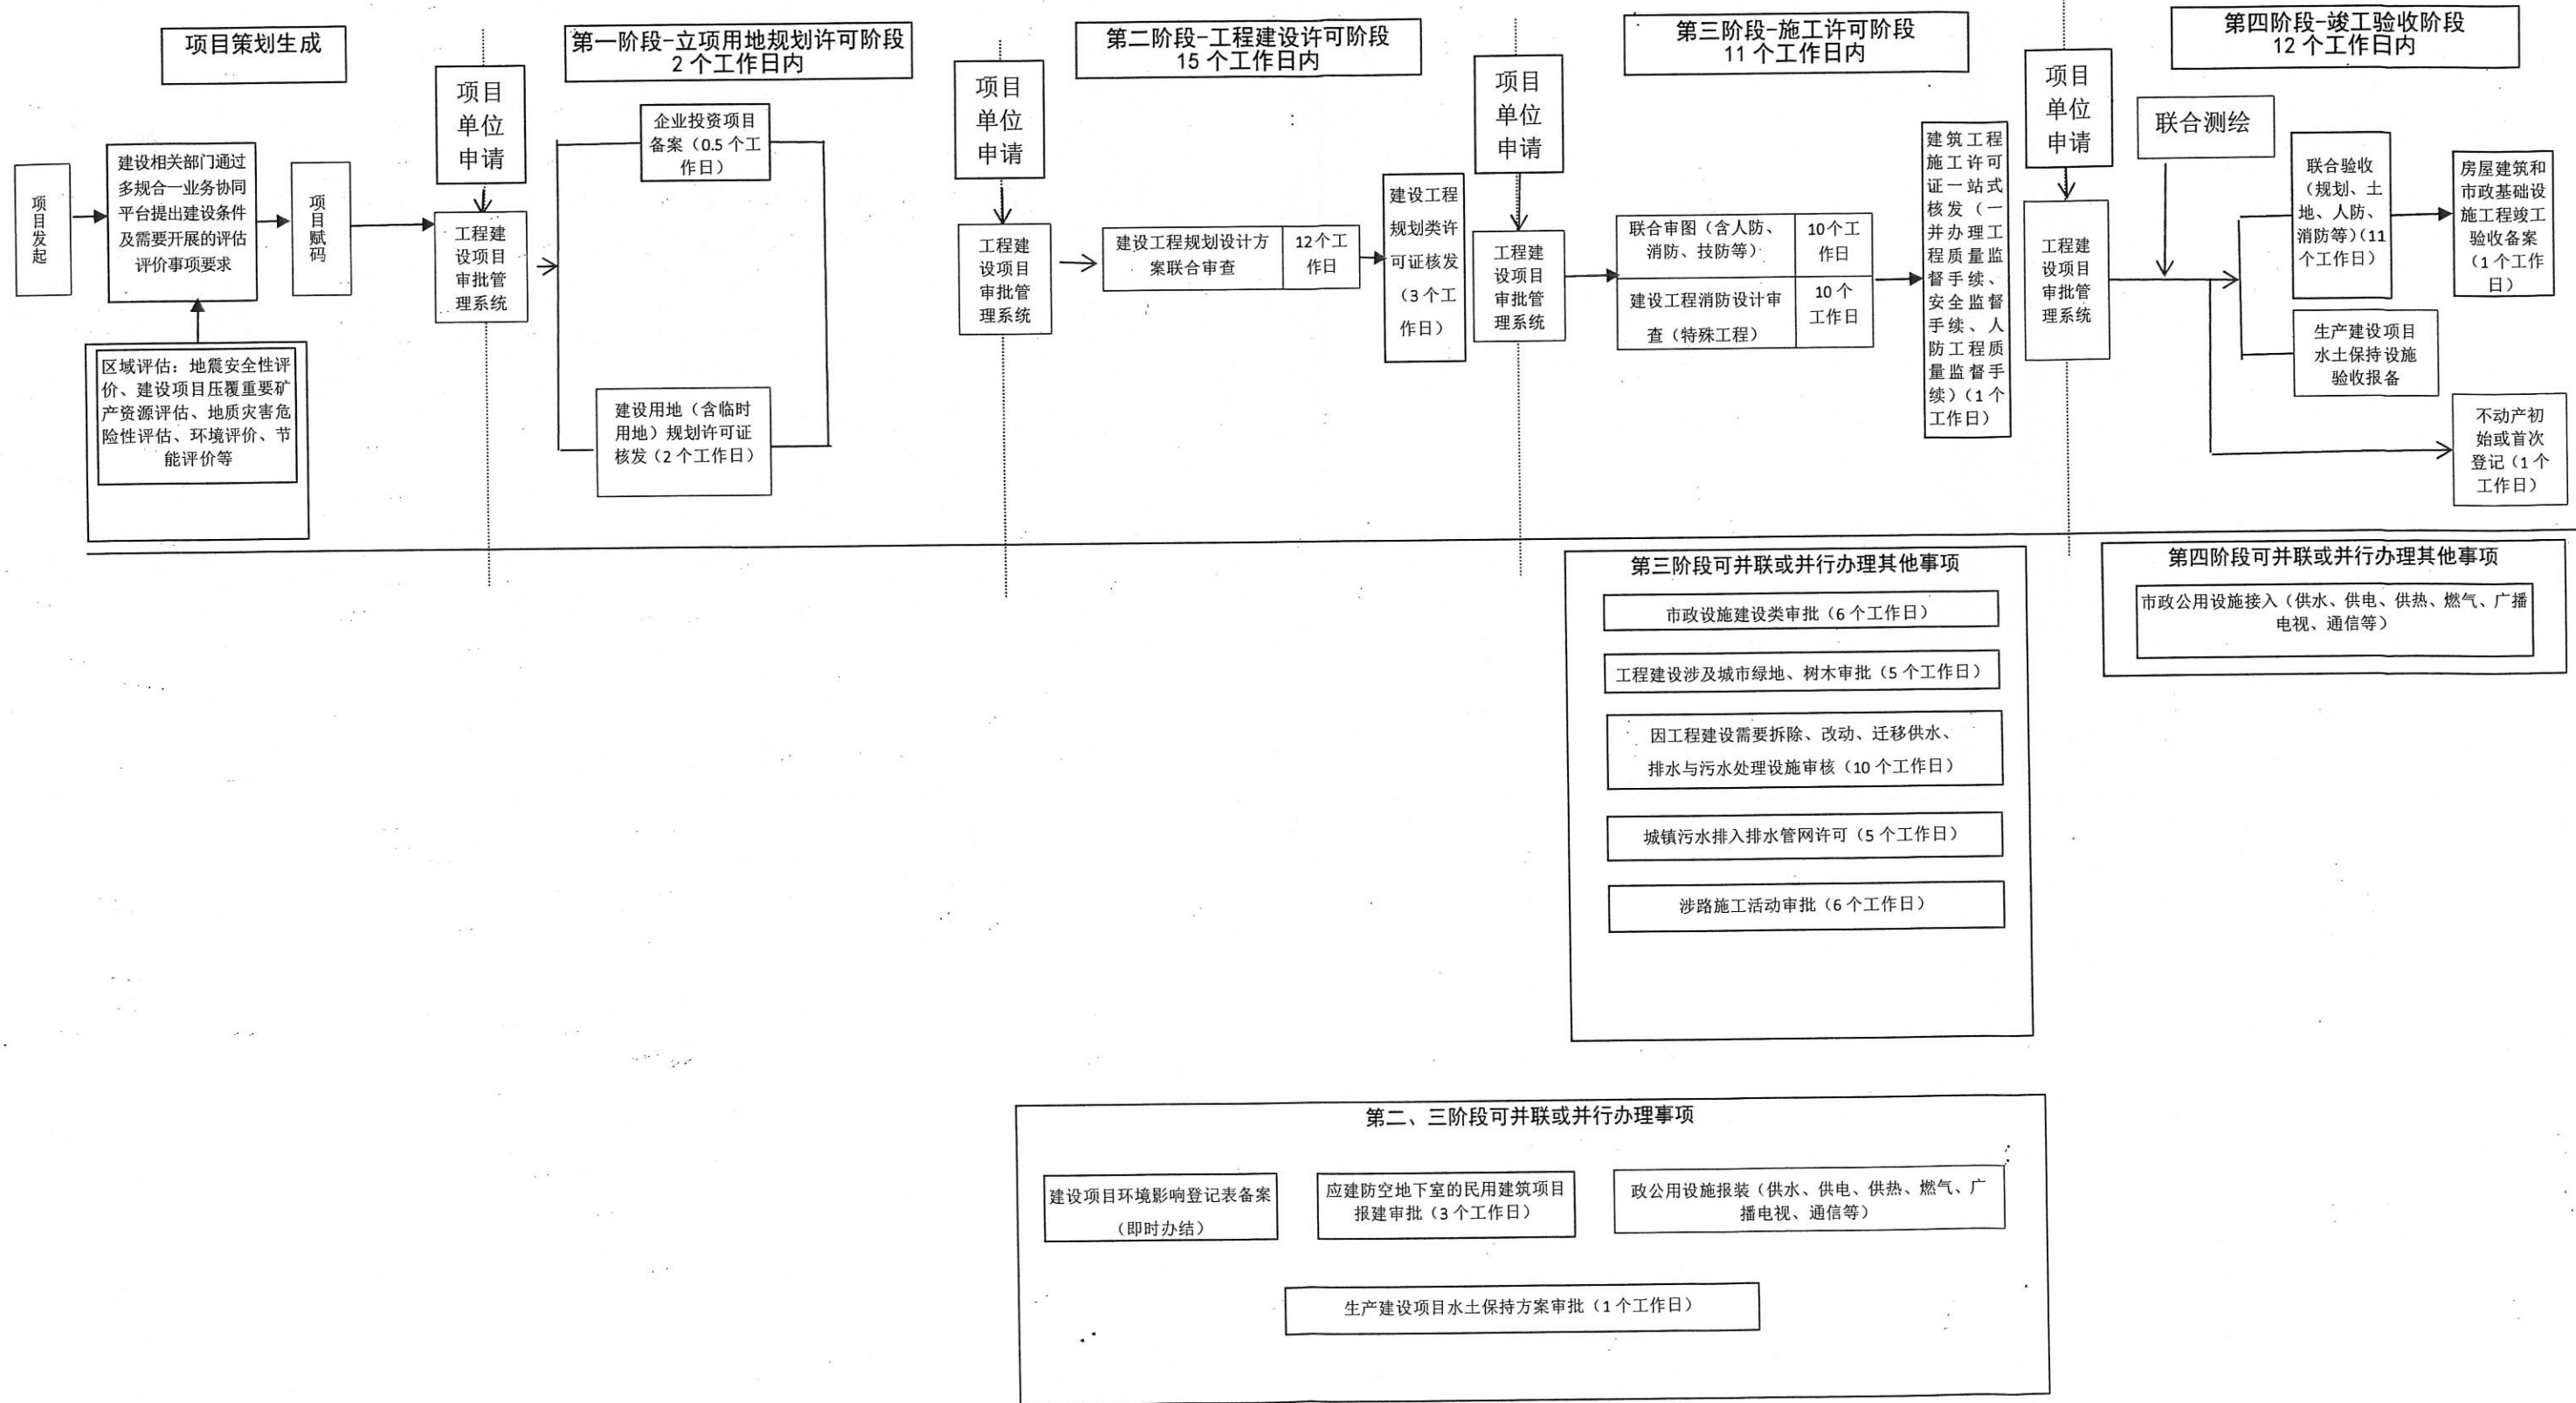 项目策划生成
项目发起
建设相关部门通过
多规合一业务协同
平台提出建设条件
及需要开展的评估
评价事项要求
项目赋码
区域评估：地震安全性评
价、建设项目压覆重要矿
产资源评估、地质灾害危
险性评估、环境评价、节
能评价等
项目
单位
申请
工程建
设项目
审批管
理系统
第一阶段-立项用地规划许可阶段
2个工作日内
企业投资项目
备案（0.5个工
作日）
建设用地（含临时
用地）规划许可证
核发（2个工作日）
项目
单位
申请
工程建
设项目
审批管
理系统
第二阶段-工程建设许可阶段
15个工作日内
建设工程规划设计方
案联合审查
12个工
作日
建设工程
规划类许
可证核发
（3个工
作日）
项目
单位
申请
工程建
设项目
审批管
理系统
第三阶段-施工许可阶段
11个工作日内
联合审图（含人防、
消防、技防等）
10个工
作日
建设工程消防设计审
查（特殊工程）
10个
工作日
建筑工程
施工许可
证一站式
核发（一
并办理工
程质量监
督手续、
安全监督
手续、人
防工程质
量监督手
续）（1个
工作日）
项目
单位
申请
工程建
设项目
审批管
理系统
第四阶段-竣工验收阶段
12个工作日内
联合测绘
联合验收
（规划、土
地、人防、
消防等）（11
个工作日）
房屋建筑和
市政基础设
施工程竣工
验收备案
（1个工作
日）
生产建设项目
水土保持设施
验收报备
不动产初
始或首次
登记（1个
工作日）
第三阶段可并联或并行办理其他事项
市政设施建设类审批（6个工作日）
工程建设涉及城市绿地、树木审批（5个工作日）
因工程建设需要拆除、改动、迁移供水、
排水与污水处理设施审核（10个工作日）
城镇污水排入排水管网许可（5个工作日）
涉路施工活动审批（6个工作日）
第四阶段可并联或并行办理其他事项
市政公用设施接入（供水、供电、供热、燃气、广播
电视、通信等）
第二、三阶段可并联或并行办理事项
建设项目环境影响登记表备案
（即时办结）
应建防空地下室的民用建筑项目
报建审批（3个工作日）
政公用设施报装（供水、供电、供热、燃气、广
播电视、通信等）
生产建设项目水土保持方案审批（1个工作日）